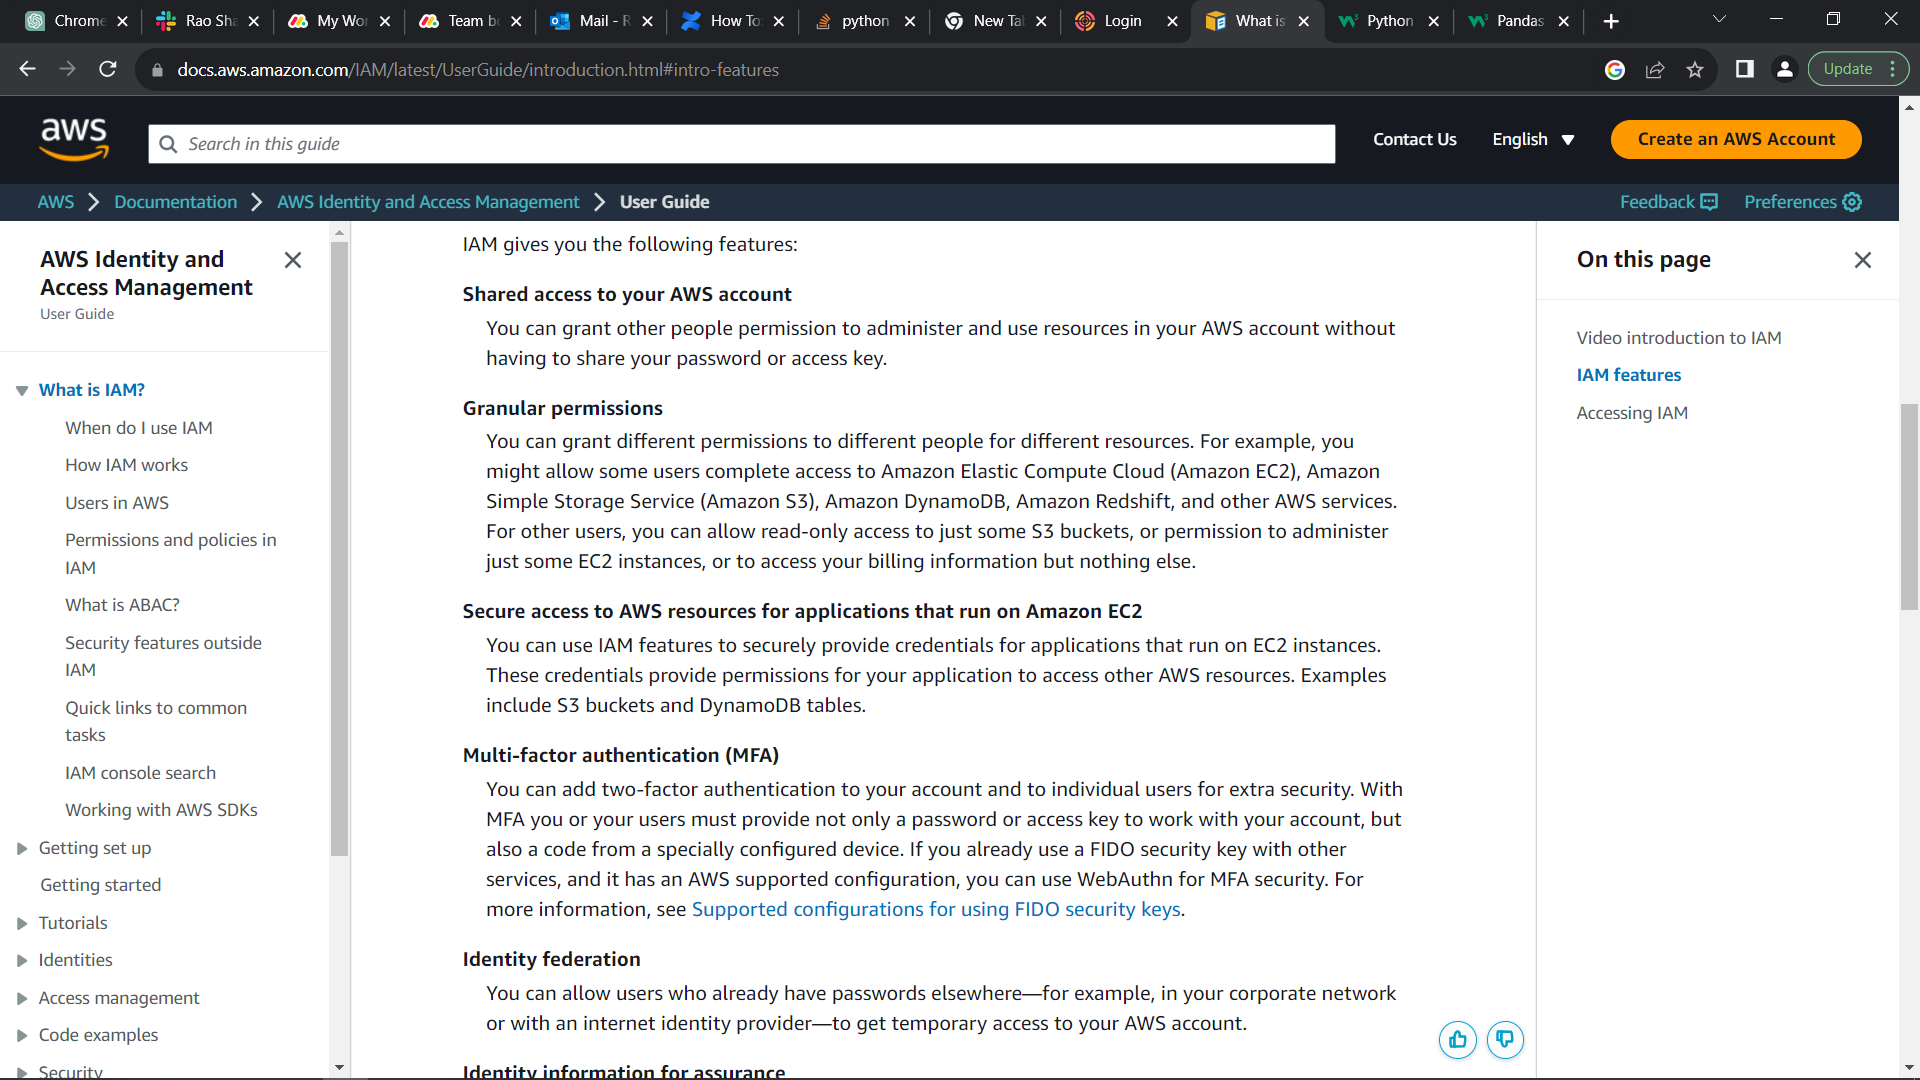 Chrome
Rao Sha
My Wor
Team bo
Mail - R
How To:
python
New Tab
Login
What is
Python
Pandas
docs.aws.amazon.com/IAM/latest/UserGuide/introduction.html#intro-features
Update
aws
Search in this guide
Contact Us
English
Create an AWS Account
AWS
Documentation
AWS Identity and Access Management
User Guide
Feedback
Preferences
AWS Identity and
Access Management
User Guide
What is IAM?
When do I use IAM
How IAM works
Users in AWS
Permissions and policies in
IAM
What is ABAC?
Security features outside
IAM
Quick links to common
tasks
IAM console search
Working with AWS SDKs
Getting set up
Getting started
Tutorials
Identities
Access management
Code examples
Security
IAM gives you the following features:
Shared access to your AWS account
You can grant other people permission to administer and use resources in your AWS account without
having to share your password or access key.
Granular permissions
You can grant different permissions to different people for different resources. For example, you
might allow some users complete access to Amazon Elastic Compute Cloud (Amazon EC2), Amazon
Simple Storage Service (Amazon S3), Amazon DynamoDB, Amazon Redshift, and other AWS services.
For other users, you can allow read-only access to just some S3 buckets, or permission to administer
just some EC2 instances, or to access your billing information but nothing else.
Secure access to AWS resources for applications that run on Amazon EC2
You can use IAM features to securely provide credentials for applications that run on EC2 instances.
These credentials provide permissions for your application to access other AWS resources. Examples
include S3 buckets and DynamoDB tables.
Multi-factor authentication (MFA)
You can add two-factor authentication to your account and to individual users for extra security. With
MFA you or your users must provide not only a password or access key to work with your account, but
also a code from a specially configured device. If you already use a FIDO security key with other
services, and it has an AWS supported configuration, you can use WebAuthn for MFA security. For
more information, see Supported configurations for using FIDO security keys.
Identity federation
You can allow users who already have passwords elsewhere—for example, in your corporate network
or with an internet identity provider—to get temporary access to your AWS account.
Identity information for assurance
On this page
Video introduction to IAM
IAM features
Accessing IAM